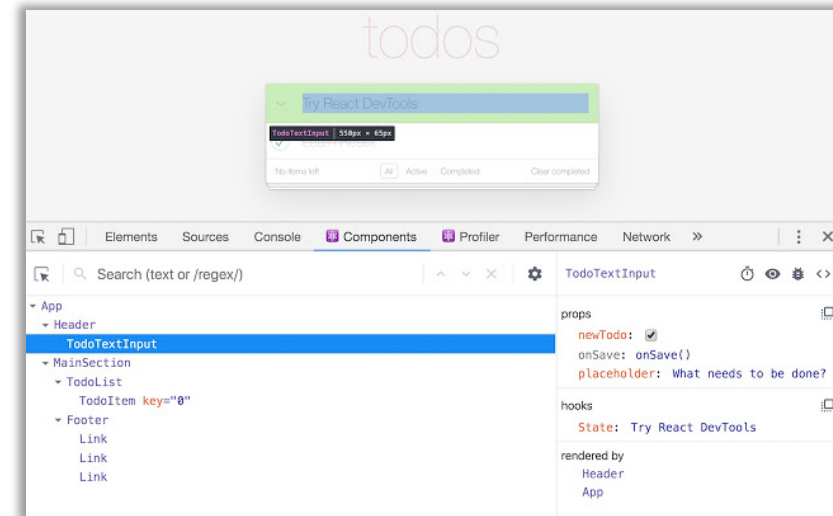 todos
Try React DevTools
TodoTextInput | 550px × 65px
No items left All Active Completed Clear completed
Elements Sources Console Components Profiler Performance Network »
Search (text or /regex/)
TodoTextInput
App
Header
TodoTextInput
MainSection
TodoList
TodoItem key="0"
Footer
Link
Link
Link
props
newTodo:
onSave: onSave()
placeholder: What needs to be done?
hooks
State: Try React DevTools
rendered by
Header
App